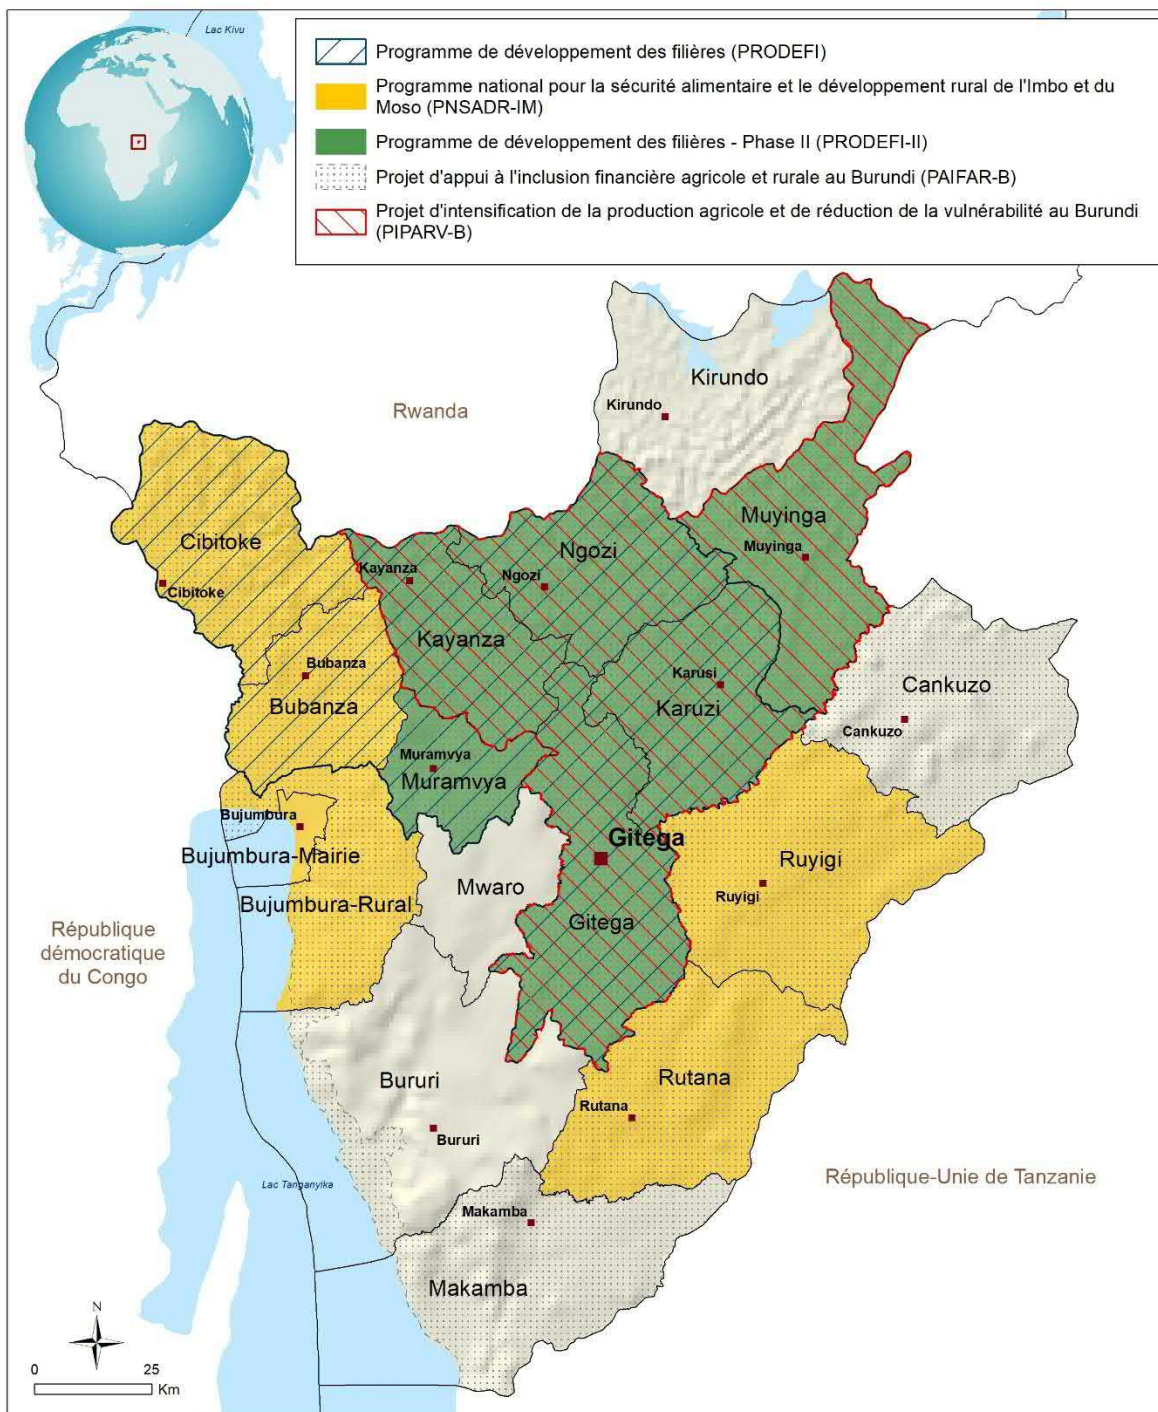 Lac Kivu
Programme de développement des filières (PRODEFI)
Programme national pour la sécurité alimentaire et le développement rural de l'Imbo et du
Moso (PNSADR-IM)
Programme de développement des filières - Phase II (PRODEFI-II)
Projet d'appui à l'inclusion financière agricole et rurale au Burundi (PAIFAR-B)
Projet d'intensification de la production agricole et de réduction de la vulnérabilité au Burundi
(PIPARV-B)
Kirundo
Kirundo
Rwanda
Muyinga
Muyinga
Cibitoke
Cibitoke
Ngozi
Ngozi
Kayanza
Kayanza
Bubanza
Bubanza
Karusi
Karuzi
Cankuzo
Cankuzo
Muramvya
Muramvya
Bujumbura
Bujumbura-Mairie
Gitega
Gitega
Ruyigi
Ruyigi
Mwaro
Bujumbura-Rural
République
démocratique
du Congo
Bururi
Bururi
Rutana
Rutana
Lac Tanganyika
République-Unie de Tanzanie
Makamba
Makamba
N
0 25
Km